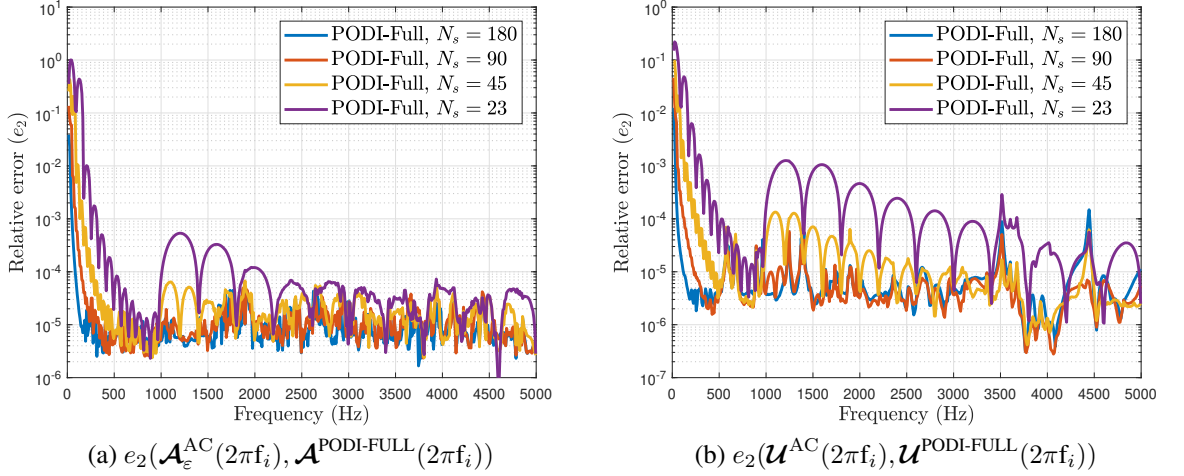 10^1
10^0
10^-1
10^-2
10^-3
10^-4
10^-5
10^-6
Relative error (e_2)
0 500 1000 1500 2000 2500 3000 3500 4000 4500 5000
Frequency (Hz)
PODI-Full, N_s = 180
PODI-Full, N_s = 90
PODI-Full, N_s = 45
PODI-Full, N_s = 23
(a) e_2(𝓐_ε^AC(2πf_i), 𝓐^PODI-FULL(2πf_i))
10^0
10^-1
10^-2
10^-3
10^-4
10^-5
10^-6
10^-7
Relative error (e_2)
0 500 1000 1500 2000 2500 3000 3500 4000 4500 5000
Frequency (Hz)
PODI-Full, N_s = 180
PODI-Full, N_s = 90
PODI-Full, N_s = 45
PODI-Full, N_s = 23
(b) e_2(𝓤^AC(2πf_i), 𝓤^PODI-FULL(2πf_i))